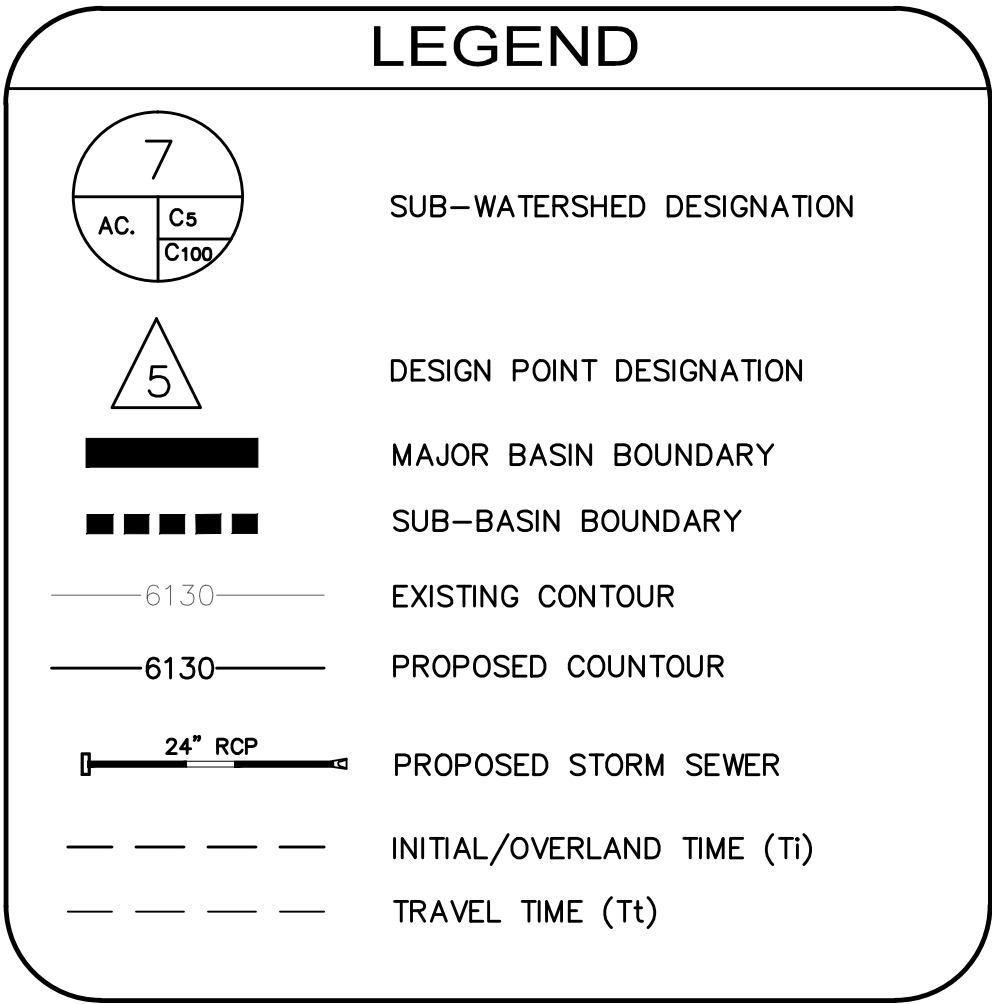 LEGEND
7
AC.
C5
C100
SUB-WATERSHED DESIGNATION
5
DESIGN POINT DESIGNATION
MAJOR BASIN BOUNDARY
SUB-BASIN BOUNDARY
6130
EXISTING CONTOUR
6130
PROPOSED COUNTOUR
24" RCP
PROPOSED STORM SEWER
INITIAL/OVERLAND TIME (Ti)
TRAVEL TIME (Tt)